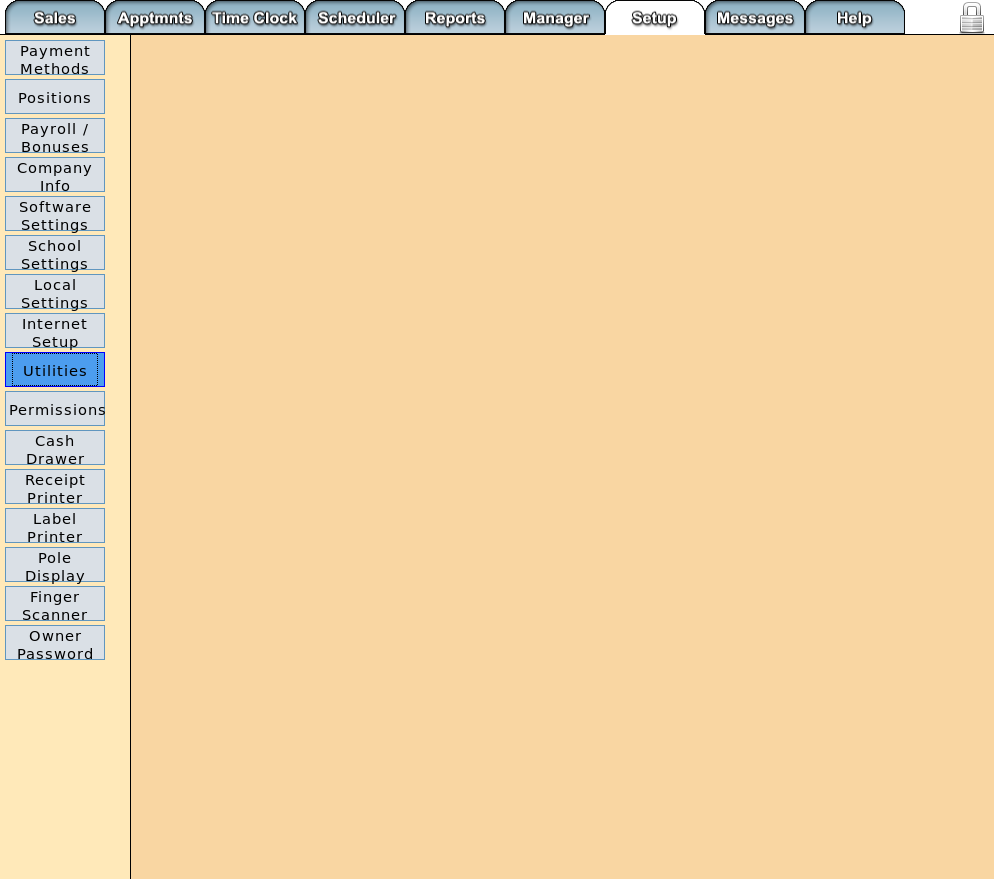 Sales Apptmnts Time Clock Scheduler Reports Manager Setup Messages Help
Payment
Methods
Positions
Payroll /
Bonuses
Company
Info
Software
Settings
School
Settings
Local
Settings
Internet
Setup
Utilities
Permissions
Cash
Drawer
Receipt
Printer
Label
Printer
Pole
Display
Finger
Scanner
Owner
Password